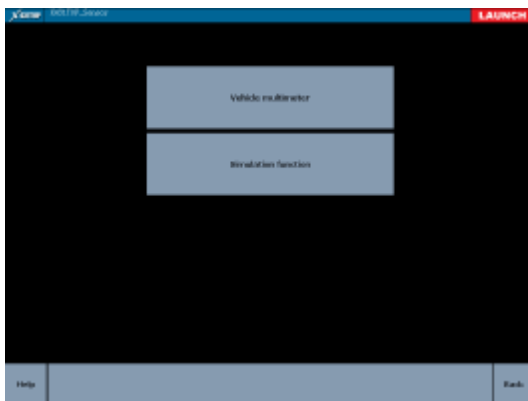 LAUNCH
Vehicle multimeter
Simulation function
Help
Back